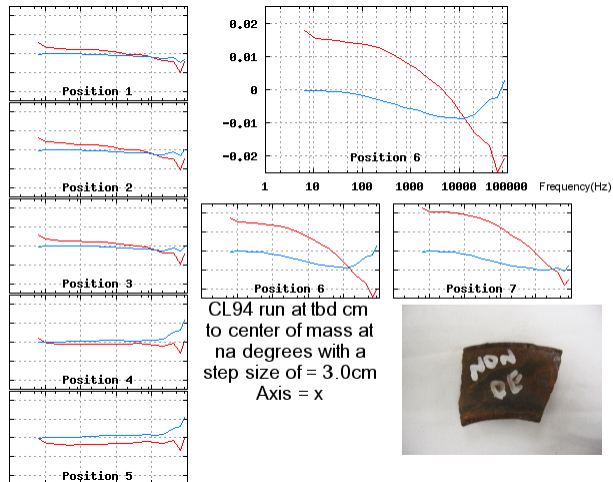 Position 1
Position 2
Position 3
Position 4
Position 5
0.02
0.01
0
-0.01
-0.02
Position 6
1 10 100 1000 10000 100000 Frequency(Hz)
Position 6
Position 7
CL94 run at tbd cm
to center of mass at
na degrees with a
step size of = 3.0cm
Axis = x
NON
OE